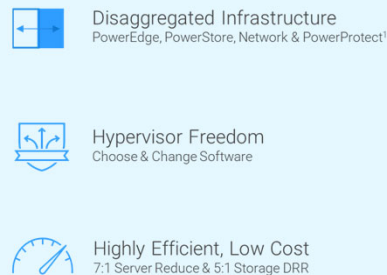 Disaggregated Infrastructure
PowerEdge, PowerStore, Network & PowerProtect¹
Hypervisor Freedom
Choose & Change Software
Highly Efficient, Low Cost
7:1 Server Reduce & 5:1 Storage DRR